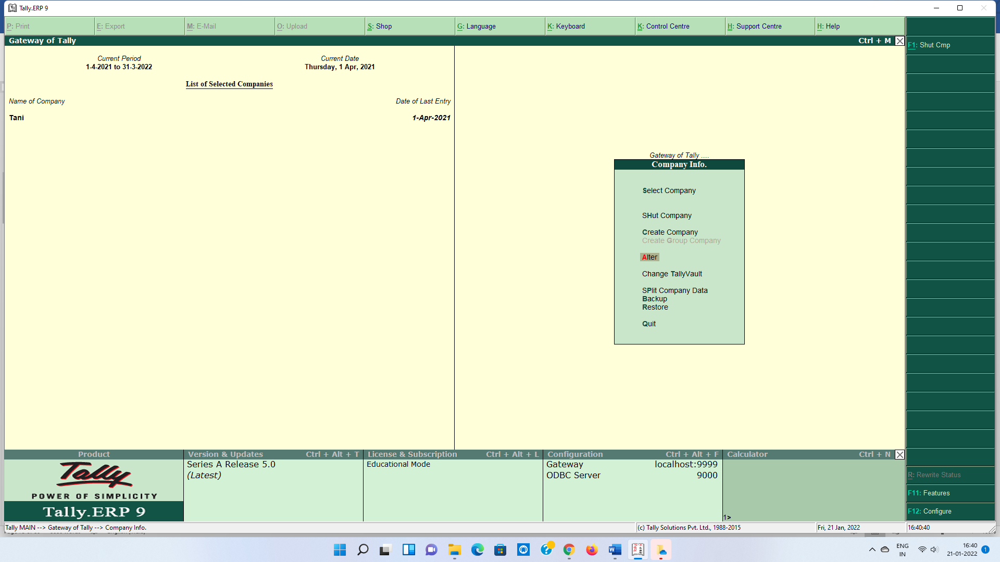 Tally.ERP 9
P: Print
E: Export
M: E-Mail
O: Upload
S: Shop
G: Language
K: Keyboard
K: Control Centre
H: Support Centre
H: Help
Gateway of Tally
Ctrl + M
F1: Shut Cmp
Current Period
1-4-2021 to 31-3-2022
Current Date
Thursday, 1 Apr, 2021
List of Selected Companies
Name of Company
Date of Last Entry
Tani
1-Apr-2021
Gateway of Tally ....
Company Info.
Select Company
SHut Company
Create Company
Create Group Company
Alter
Change TallyVault
SPlit Company Data
Backup
Restore
Quit
Product
Tally
POWER OF SIMPLICITY
Tally.ERP 9
Version & Updates Ctrl + Alt + T
Series A Release 5.0
(Latest)
License & Subscription Ctrl + Alt + L
Educational Mode
Configuration Ctrl + Alt + F
Gateway localhost:9999
ODBC Server 9000
Calculator Ctrl + N
1>
R: Rewrite Status
F11: Features
F12: Configure
Tally MAIN --> Gateway of Tally --> Company Info.
(c) Tally Solutions Pvt. Ltd., 1988-2015
Fri, 21 Jan, 2022
16:40:40
ENG
IN
16:40
21-01-2022
1